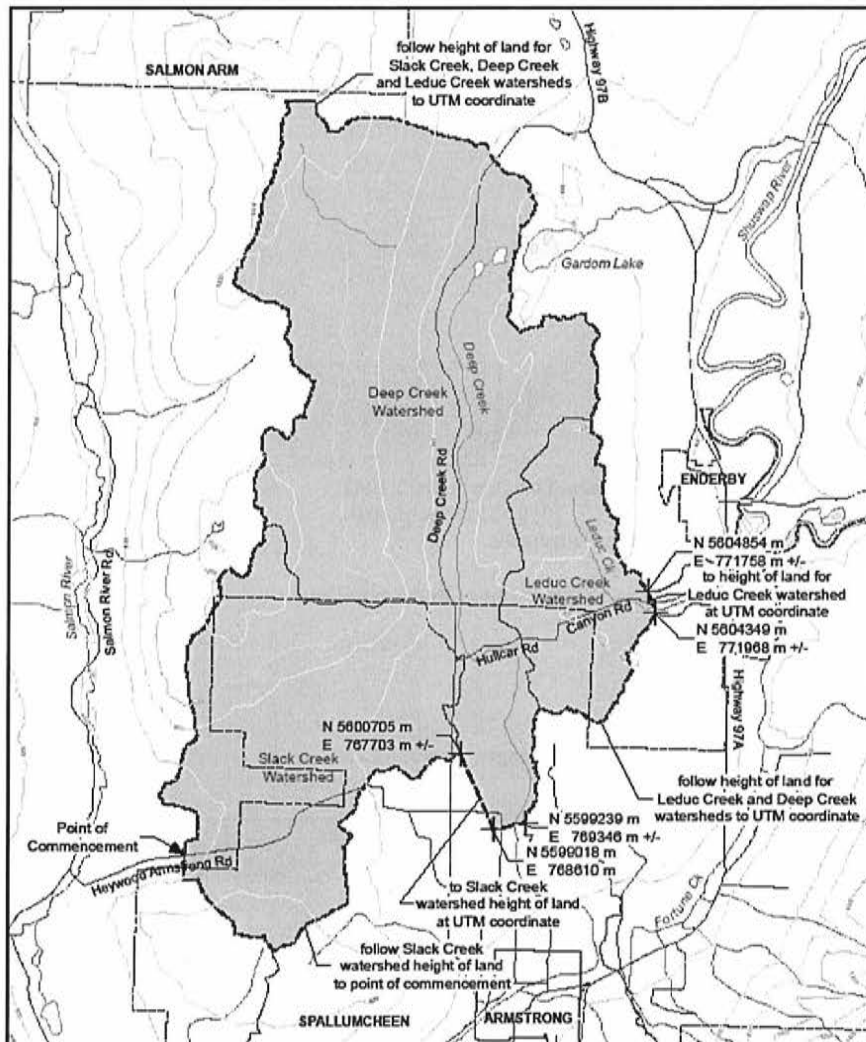 follow height of land for
Slack Creek, Deep Creek
and Leduc Creek watersheds
to UTM coordinate
SALMON ARM
Highway 97B
Shuswap River
Gardom Lake
Deep Creek
Deep Creek
Watershed
Deep Creek Rd
ENDERBY
Leduc Ck
N 5604854 m
E 771758 m +/-
to height of land for
Leduc Creek watershed
at UTM coordinate
N 5604349 m
E 771968 m +/-
Leduc Creek
Watershed
Canyon Rd
Hullcar Rd
Salmon River
Salmon River Rd
Highway 97A
N 5600705 m
E 767703 m +/-
Slack Creek
Watershed
follow height of land for
Leduc Creek and Deep Creek
watersheds to UTM coordinate
Point of
Commencement
Heywood Armstrong Rd
N 5599239 m
E 769346 m +/-
N 5599018 m
E 768610 m
to Slack Creek
watershed height of land
at UTM coordinate
Fortune Ck
follow Slack Creek
watershed height of land
to point of commencement
SPALLUMCHEEN
ARMSTRONG